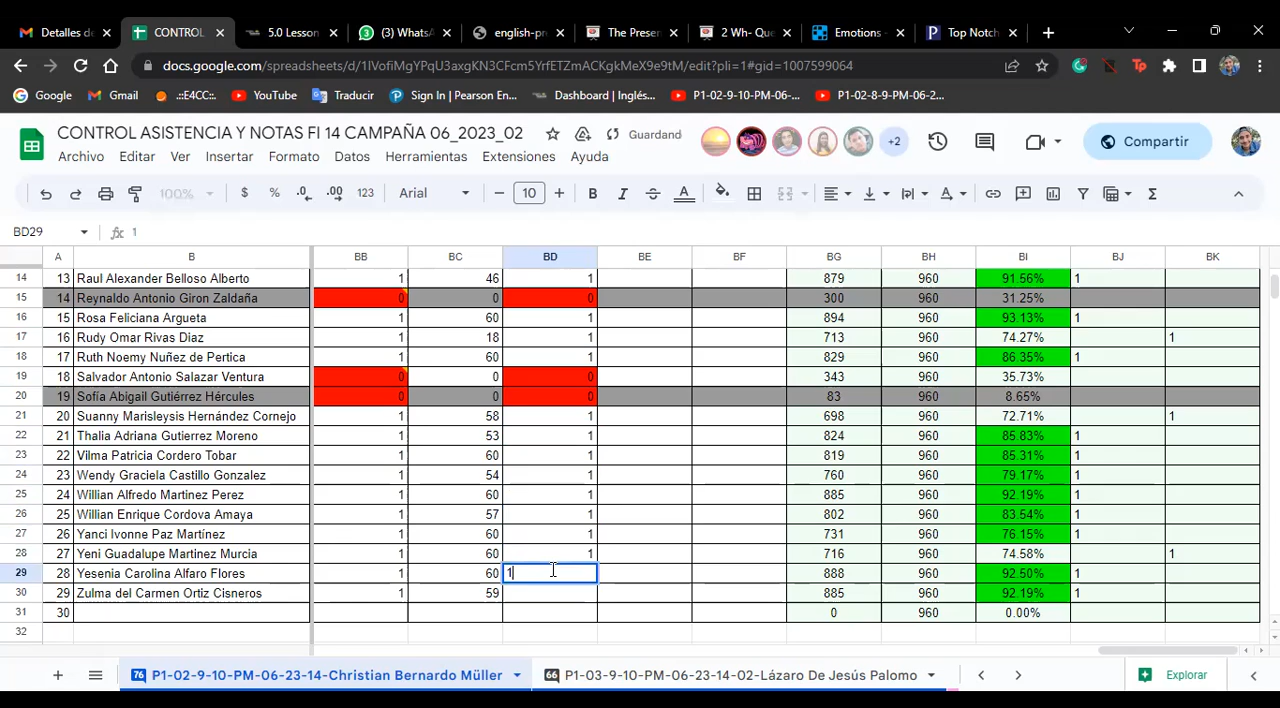 Detalles de
CONTROL
5.0 Lesson
(3) WhatsA
english-pr
The Presen
2 Wh- Que
Emotions -
Top Notch
docs.google.com/spreadsheets/d/1IVofiMgYPqU3axgKN3CFcm5YrfETZmACKgkMeX9e9tM/edit?pli=1#gid=1007599064
Google
Gmail
.::E4CC::.
YouTube
Traducir
Sign In | Pearson En...
Dashboard | Inglés...
P1-02-9-10-PM-06-...
P1-02-8-9-PM-06-2...
CONTROL ASISTENCIA Y NOTAS FI 14 CAMPAÑA 06_2023_02
Guardand
+2
Compartir
Archivo Editar Ver Insertar Formato Datos Herramientas Extensiones Ayuda
100% $ % .0 .00 123 Arial 10 B I A
BD29 fx 1
A B BB BC BD BE BF BG BH BI BJ BK
14 13 Raul Alexander Belloso Alberto 1 46 1 879 960 91.56% 1
15 14 Reynaldo Antonio Giron Zaldaña 0 0 0 300 960 31.25%
16 15 Rosa Feliciana Argueta 1 60 1 894 960 93.13% 1
17 16 Rudy Omar Rivas Diaz 1 18 1 713 960 74.27% 1
18 17 Ruth Noemy Nuñez de Pertica 1 60 1 829 960 86.35% 1
19 18 Salvador Antonio Salazar Ventura 0 0 0 343 960 35.73%
20 19 Sofía Abigail Gutiérrez Hércules 0 0 0 83 960 8.65%
21 20 Suanny Marisleysis Hernández Cornejo 1 58 1 698 960 72.71% 1
22 21 Thalia Adriana Gutierrez Moreno 1 53 1 824 960 85.83% 1
23 22 Vilma Patricia Cordero Tobar 1 60 1 819 960 85.31% 1
24 23 Wendy Graciela Castillo Gonzalez 1 54 1 760 960 79.17% 1
25 24 Willian Alfredo Martinez Perez 1 60 1 885 960 92.19% 1
26 25 Willian Enrique Cordova Amaya 1 57 1 802 960 83.54% 1
27 26 Yanci Ivonne Paz Martínez 1 60 1 731 960 76.15% 1
28 27 Yeni Guadalupe Martinez Murcia 1 60 1 716 960 74.58% 1
29 28 Yesenia Carolina Alfaro Flores 1 60 1 888 960 92.50% 1
30 29 Zulma del Carmen Ortiz Cisneros 1 59 885 960 92.19% 1
31 30 0 960 0.00%
32
76 P1-02-9-10-PM-06-23-14-Christian Bernardo Müller
66 P1-03-9-10-PM-06-23-14-02-Lázaro De Jesús Palomo
Explorar